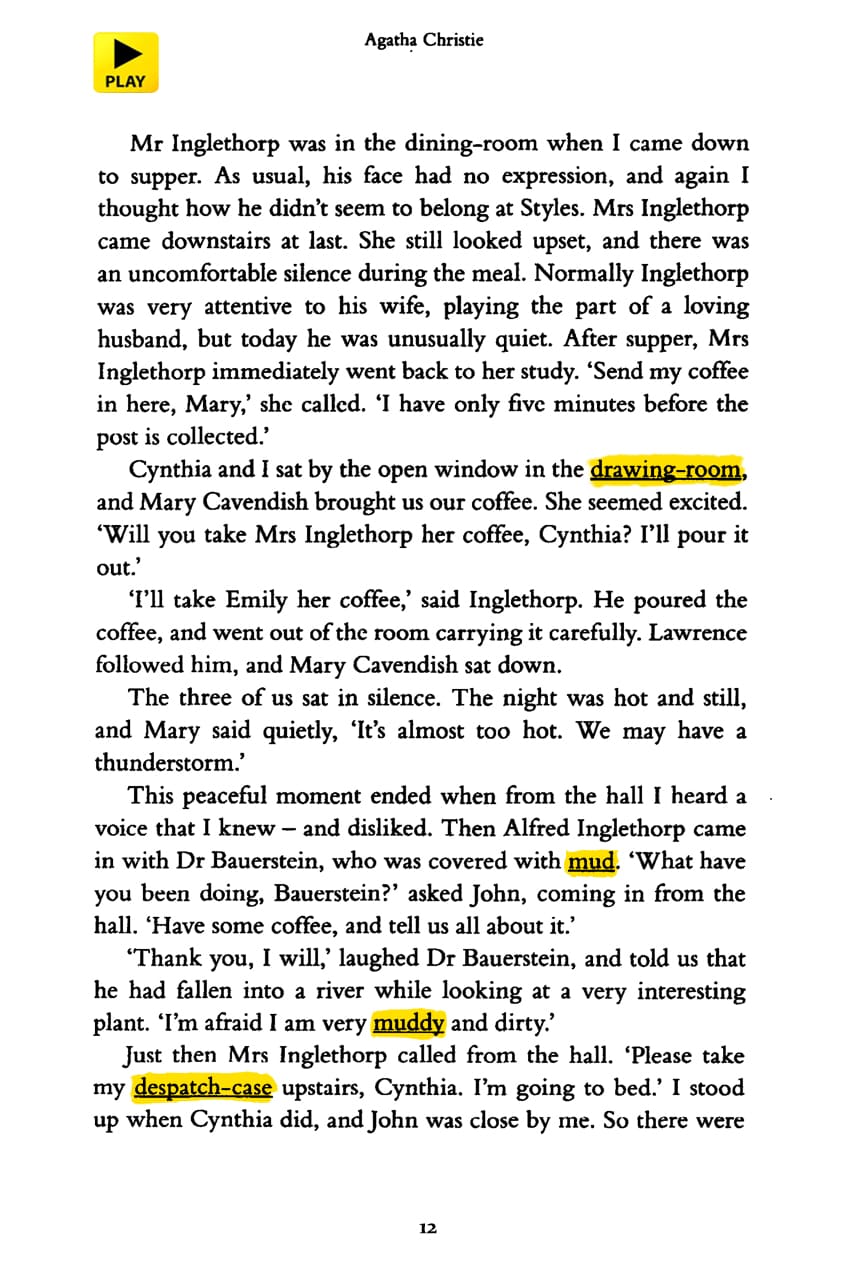 PLAY
Agatha Christie
Mr Inglethorp was in the dining-room when I came down
to supper. As usual, his face had no expression, and again I
thought how he didn’t seem to belong at Styles. Mrs Inglethorp
came downstairs at last. She still looked upset, and there was
an uncomfortable silence during the meal. Normally Inglethorp
was very attentive to his wife, playing the part of a loving
husband, but today he was unusually quiet. After supper, Mrs
Inglethorp immediately went back to her study. ‘Send my coffee
in here, Mary,’ she called. ‘I have only five minutes before the
post is collected.’
Cynthia and I sat by the open window in the drawing-room,
and Mary Cavendish brought us our coffee. She seemed excited.
‘Will you take Mrs Inglethorp her coffee, Cynthia? I’ll pour it
out.’
‘I’ll take Emily her coffee,’ said Inglethorp. He poured the
coffee, and went out of the room carrying it carefully. Lawrence
followed him, and Mary Cavendish sat down.
The three of us sat in silence. The night was hot and still,
and Mary said quietly, ‘It’s almost too hot. We may have a
thunderstorm.’
This peaceful moment ended when from the hall I heard a
voice that I knew – and disliked. Then Alfred Inglethorp came
in with Dr Bauerstein, who was covered with mud. ‘What have
you been doing, Bauerstein?’ asked John, coming in from the
hall. ‘Have some coffee, and tell us all about it.’
‘Thank you, I will,’ laughed Dr Bauerstein, and told us that
he had fallen into a river while looking at a very interesting
plant. ‘I’m afraid I am very muddy and dirty.’
Just then Mrs Inglethorp called from the hall. ‘Please take
my despatch-case upstairs, Cynthia. I’m going to bed.’ I stood
up when Cynthia did, and John was close by me. So there were
12